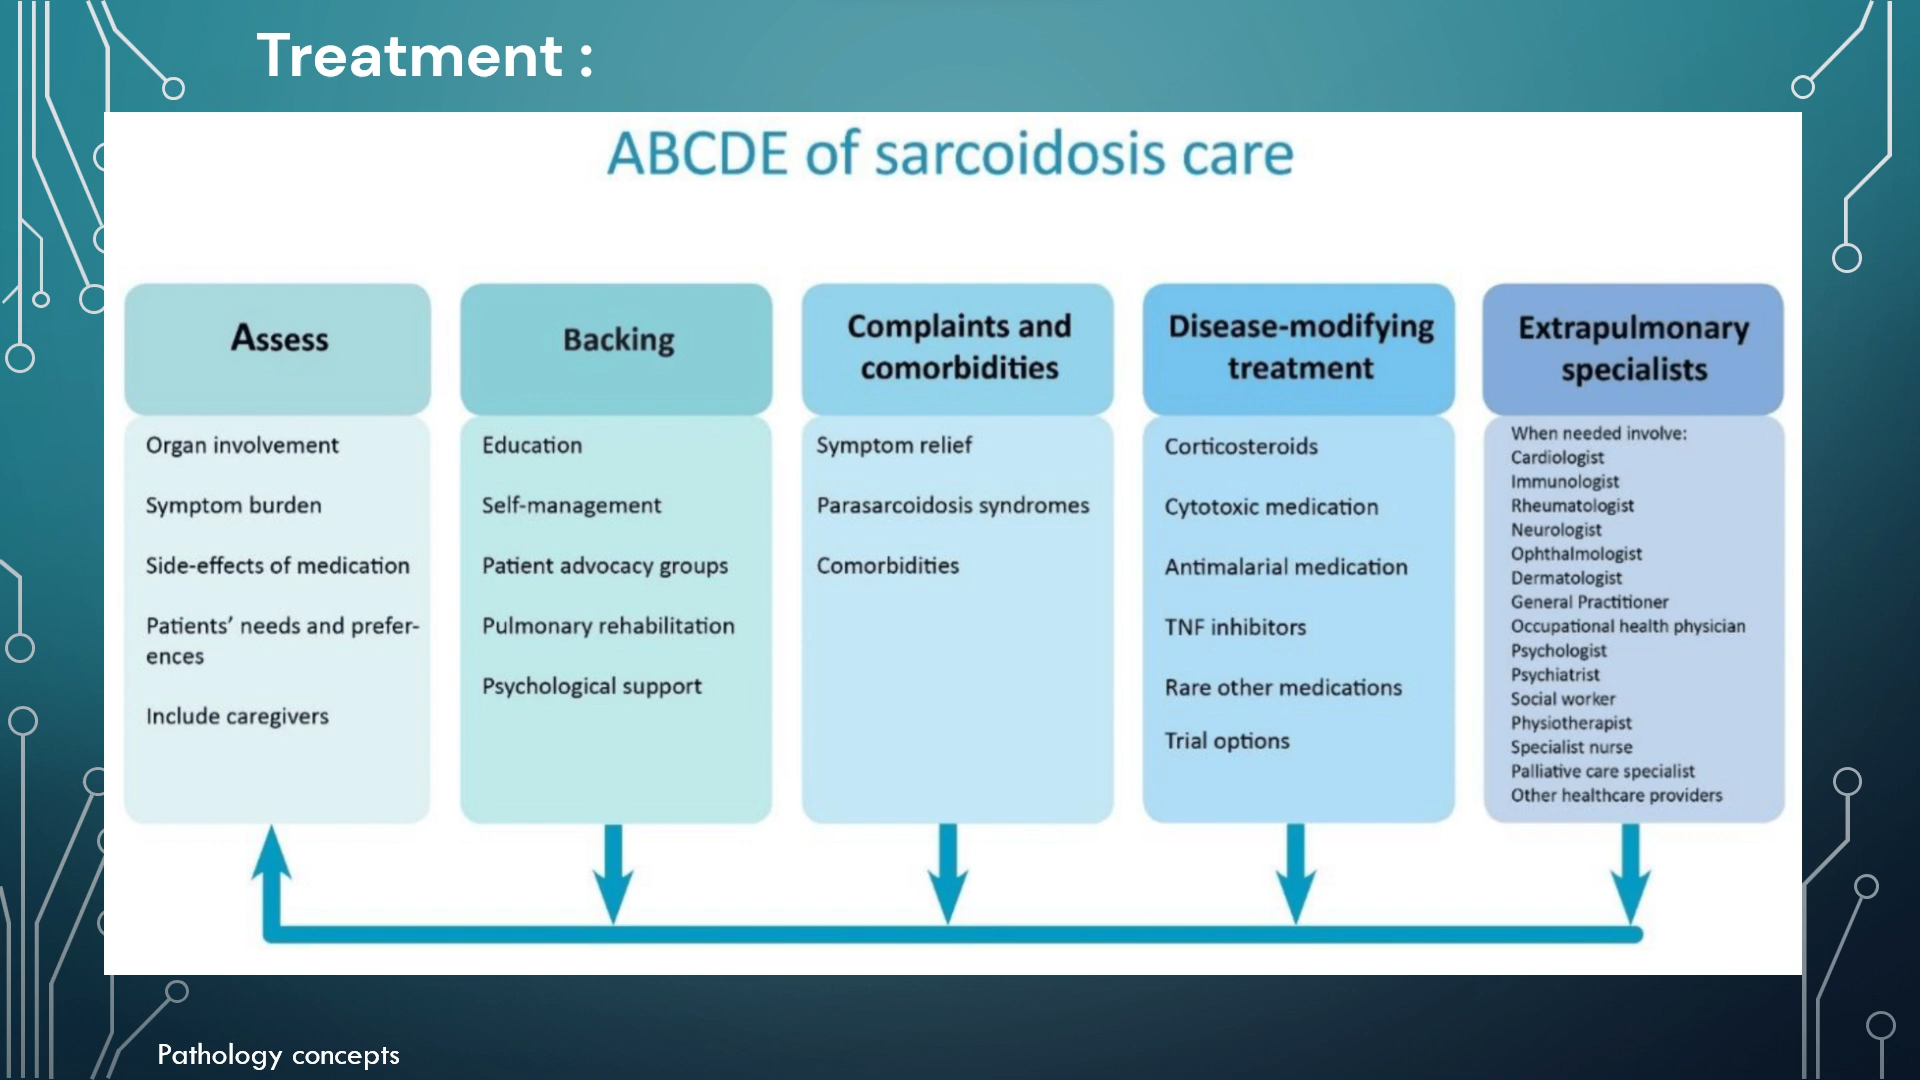 Treatment :
ABCDE of sarcoidosis care
Assess
Organ involvement
Symptom burden
Side-effects of medication
Patients’ needs and prefer-
ences
Include caregivers
Backing
Education
Self-management
Patient advocacy groups
Pulmonary rehabilitation
Psychological support
Complaints and
comorbidities
Symptom relief
Parasarcoidosis syndromes
Comorbidities
Disease-modifying
treatment
Corticosteroids
Cytotoxic medication
Antimalarial medication
TNF inhibitors
Rare other medications
Trial options
Extrapulmonary
specialists
When needed involve:
Cardiologist
Immunologist
Rheumatologist
Neurologist
Ophthalmologist
Dermatologist
General Practitioner
Occupational health physician
Psychologist
Psychiatrist
Social worker
Physiotherapist
Specialist nurse
Palliative care specialist
Other healthcare providers
Pathology concepts